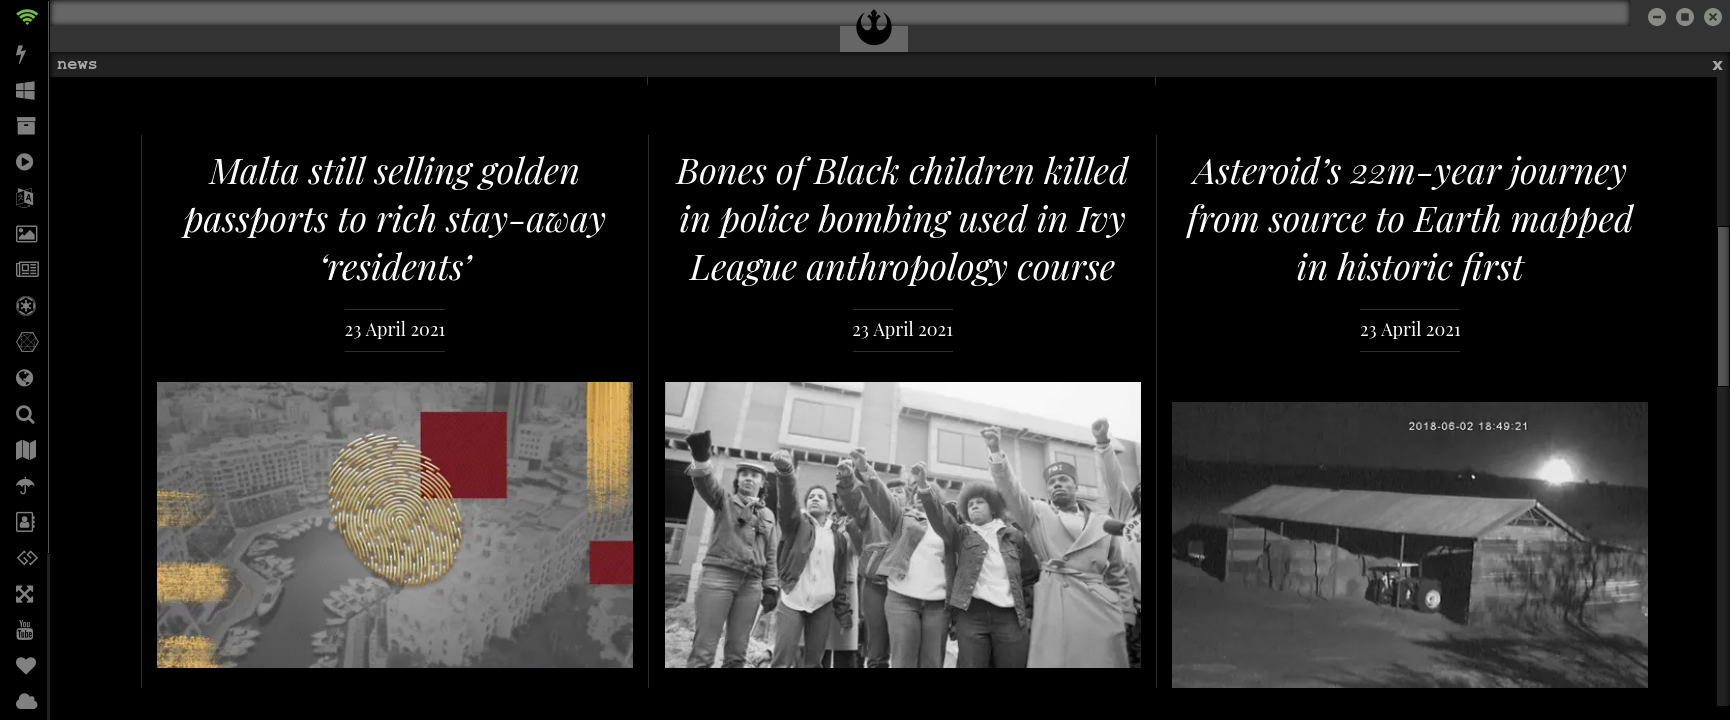 news
x
Malta still selling golden
passports to rich stay-away
‘residents’
23 April 2021
Bones of Black children killed
in police bombing used in Ivy
League anthropology course
23 April 2021
Asteroid’s 22m-year journey
from source to Earth mapped
in historic first
23 April 2021
2018-06-02 18:49:21
You
Tube